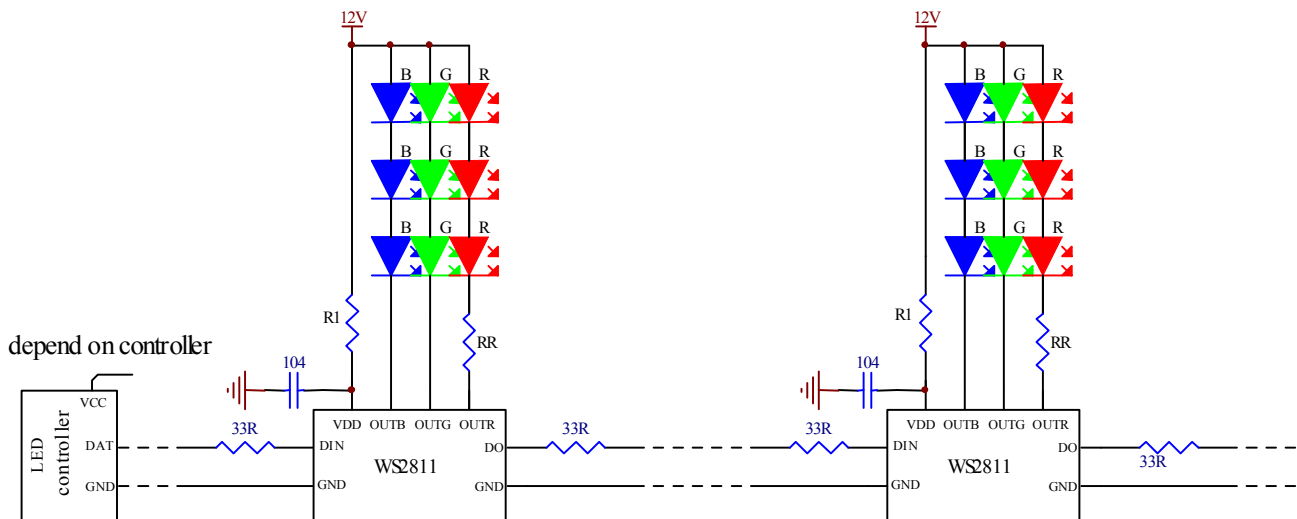 12V 12V
B G R B G R
B G R B G R
B G R B G R
R1 RR R1 RR
depend on controller
104 104
VCC
VDD OUTB OUTG OUTR VDD OUTB OUTG OUTR
33R 33R 33R 33R
DAT DIN DO DIN DO
LED controller
WS2811 WS2811
GND GND GND GND GND